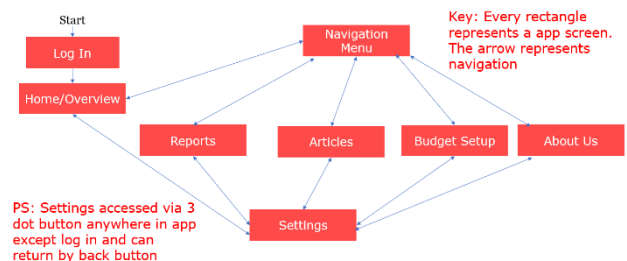 Start
Log In
Home/Overview
Navigation
Menu
Key: Every rectangle
represents a app screen.
The arrow represents
navigation
Reports
Articles
Budget Setup
About Us
Settings
PS: Settings accessed via 3
dot button anywhere in app
except log in and can
return by back button